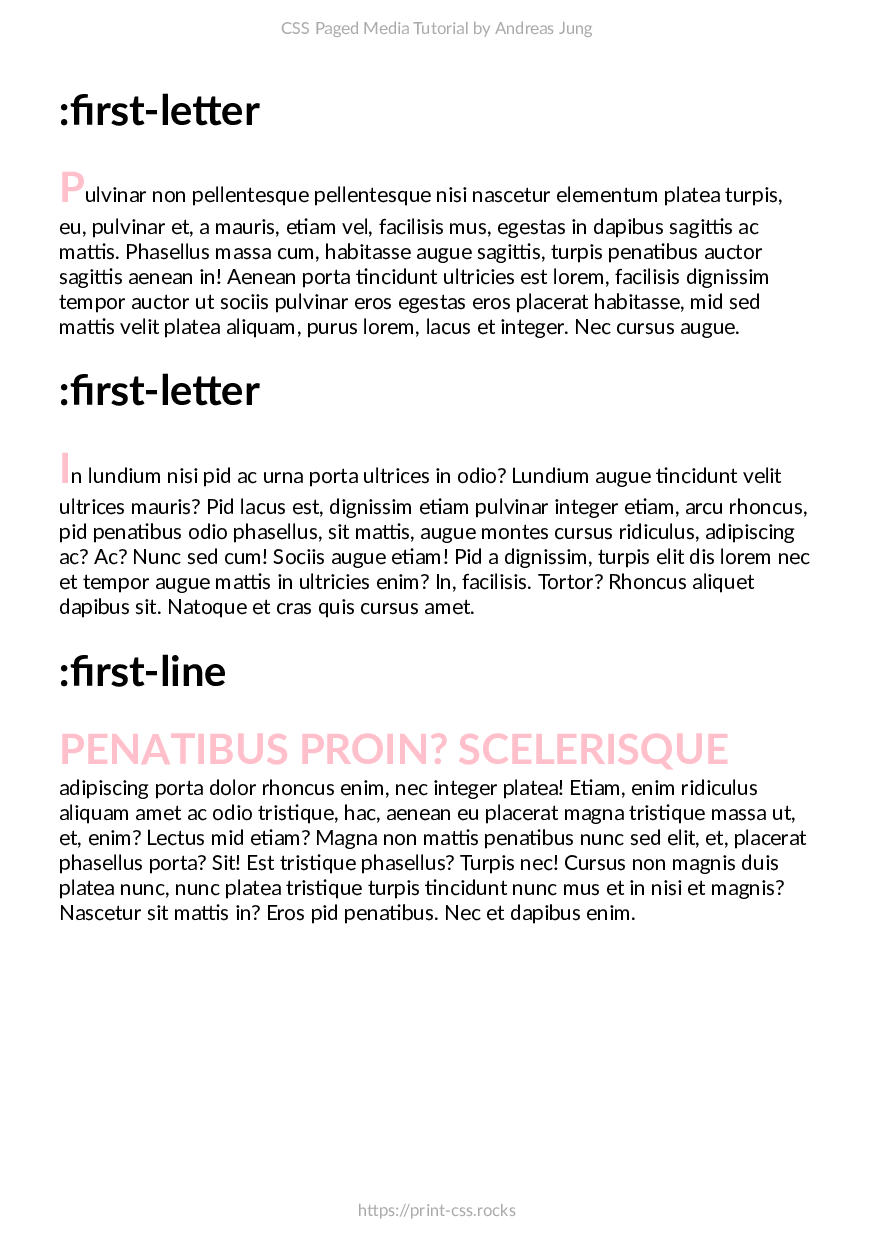 CSS Paged Media Tutorial by Andreas Jung
:first-letter
Pulvinar non pellentesque pellentesque nisi nascetur elementum platea turpis,
eu, pulvinar et, a mauris, etiam vel, facilisis mus, egestas in dapibus sagittis ac
mattis. Phasellus massa cum, habitasse augue sagittis, turpis penatibus auctor
sagittis aenean in! Aenean porta tincidunt ultricies est lorem, facilisis dignissim
tempor auctor ut sociis pulvinar eros egestas eros placerat habitasse, mid sed
mattis velit platea aliquam, purus lorem, lacus et integer. Nec cursus augue.
:first-letter
In lundium nisi pid ac urna porta ultrices in odio? Lundium augue tincidunt velit
ultrices mauris? Pid lacus est, dignissim etiam pulvinar integer etiam, arcu rhoncus,
pid penatibus odio phasellus, sit mattis, augue montes cursus ridiculus, adipiscing
ac? Ac? Nunc sed cum! Sociis augue etiam! Pid a dignissim, turpis elit dis lorem nec
et tempor augue mattis in ultricies enim? In, facilisis. Tortor? Rhoncus aliquet
dapibus sit. Natoque et cras quis cursus amet.
:first-line
PENATIBUS PROIN? SCELERISQUE
adipiscing porta dolor rhoncus enim, nec integer platea! Etiam, enim ridiculus
aliquam amet ac odio tristique, hac, aenean eu placerat magna tristique massa ut,
et, enim? Lectus mid etiam? Magna non mattis penatibus nunc sed elit, et, placerat
phasellus porta? Sit! Est tristique phasellus? Turpis nec! Cursus non magnis duis
platea nunc, nunc platea tristique turpis tincidunt nunc mus et in nisi et magnis?
Nascetur sit mattis in? Eros pid penatibus. Nec et dapibus enim.
https://print-css.rocks